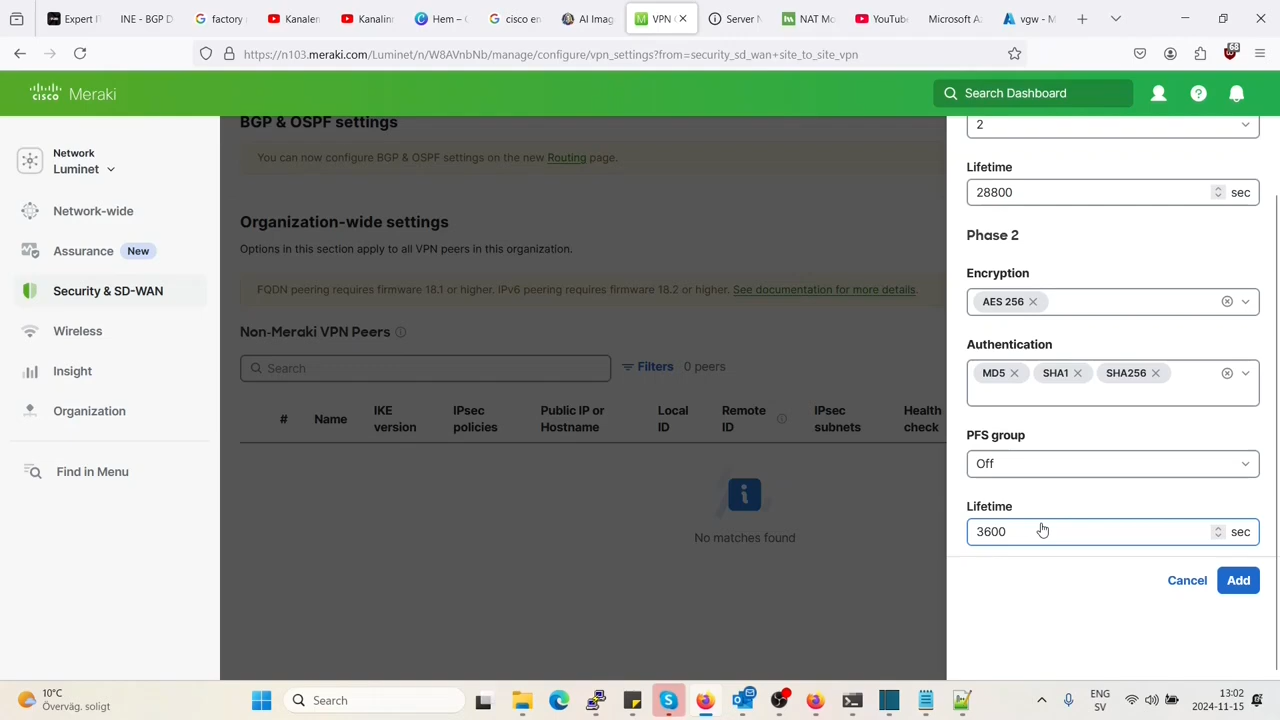 Expert F
INE - BGP D
factory
Kanalen
Kanalin
Hem – C
cisco en
AI Imag
VPN
Server N
NAT Mo
YouTube
Microsoft A
vgw - M
https://n103.meraki.com/Luminet/n/W8AVnbNb/manage/configure/vpn_settings?from=security_sd_wan+site_to_site_vpn
68
CISCO Meraki
Search Dashboard
Network
Luminet
Network-wide
Assurance New
Security & SD-WAN
Wireless
Insight
Organization
Find in Menu
BGP & OSPF settings
You can now configure BGP & OSPF settings on the new Routing page.
Organization-wide settings
Options in this section apply to all VPN peers in this organization.
FQDN peering requires firmware 18.1 or higher. IPv6 peering requires firmware 18.2 or higher. See documentation for more details.
Non-Meraki VPN Peers
Search
Filters
0 peers
#
Name
IKE version
IPsec policies
Public IP or Hostname
Local ID
Remote ID
IPsec subnets
Health check
No matches found
2
Lifetime
28800 sec
Phase 2
Encryption
AES 256
Authentication
MD5 SHA1 SHA256
PFS group
Off
Lifetime
3600 sec
Cancel Add
10°C
Överväg. soligt
Search
ENG
SV
13:02
2024-11-15